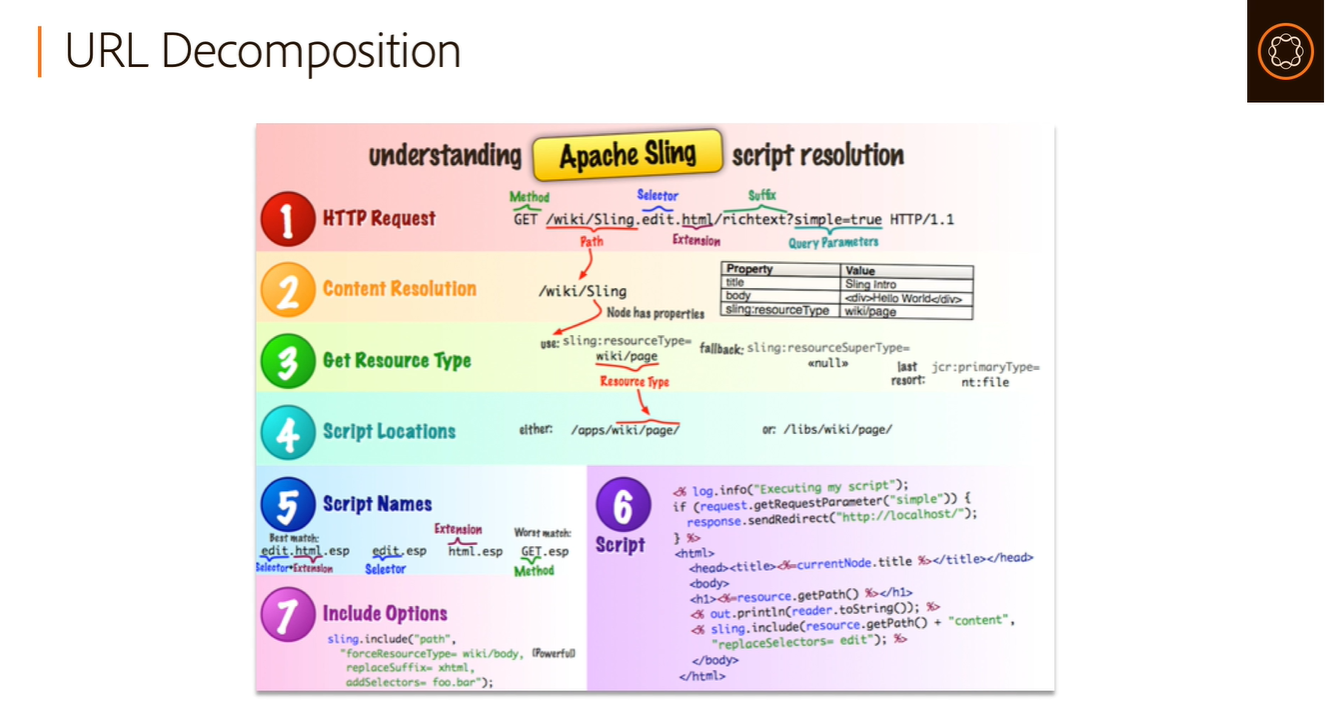 URL Decomposition
understanding Apache Sling script resolution
1 HTTP Request
Method Selector Suffix
GET /wiki/Sling.edit.html/richtext?simple=true HTTP/1.1
Path Extension Query Parameters
2 Content Resolution
/wiki/Sling
Node has properties
Property Value
title Sling Intro
body <div>Hello World</div>
sling:resourceType wiki/page
3 Get Resource Type
use: sling:resourceType=
wiki/page
Resource Type
fallback: sling:resourceSuperType=
«null»
last resort: jcr:primaryType=
nt:file
4 Script Locations
either: /apps/wiki/page/ or: /libs/wiki/page/
5 Script Names
Best match: Extension Worst match:
edit.html.esp edit.esp html.esp GET.esp
Selector+Extension Selector Method
6 Script
<% log.info("Executing my script");
if (request.getRequestParameter("simple")) {
response.sendRedirect("http://localhost/");
} %>
<html>
<head><title><%=currentNode.title %></title></head>
<body>
<h1><%=resource.getPath() %></h1>
<% out.println(reader.toString()); %>
<% sling.include(resource.getPath() + "content",
"replaceSelectors= edit"); %>
</body>
</html>
7 Include Options
sling.include("path",
"forceResourceType= wiki/body, (Powerful)
replaceSuffix= xhtml,
addSelectors= foo.bar");